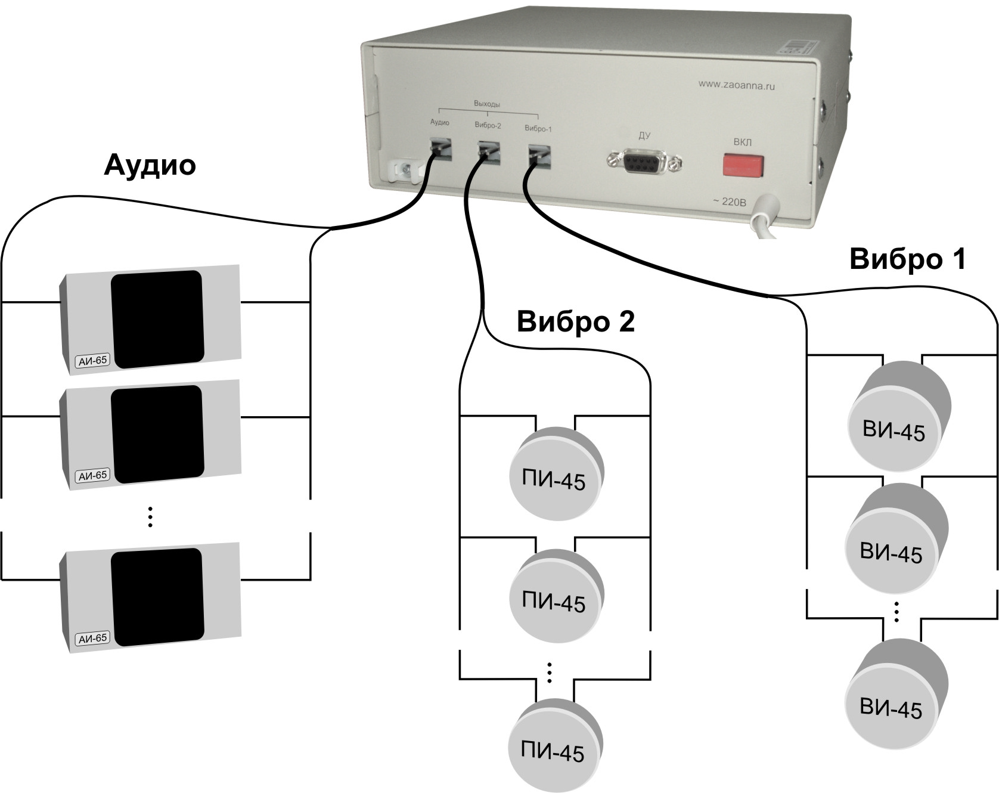 www.zaoanna.ru
Выходы
Аудио
Вибро-2
Вибро-1
ДУ
ВКЛ
~ 220В
Аудио
Вибро 1
Вибро 2
АИ-65
АИ-65
АИ-65
ПИ-45
ПИ-45
ПИ-45
ВИ-45
ВИ-45
ВИ-45